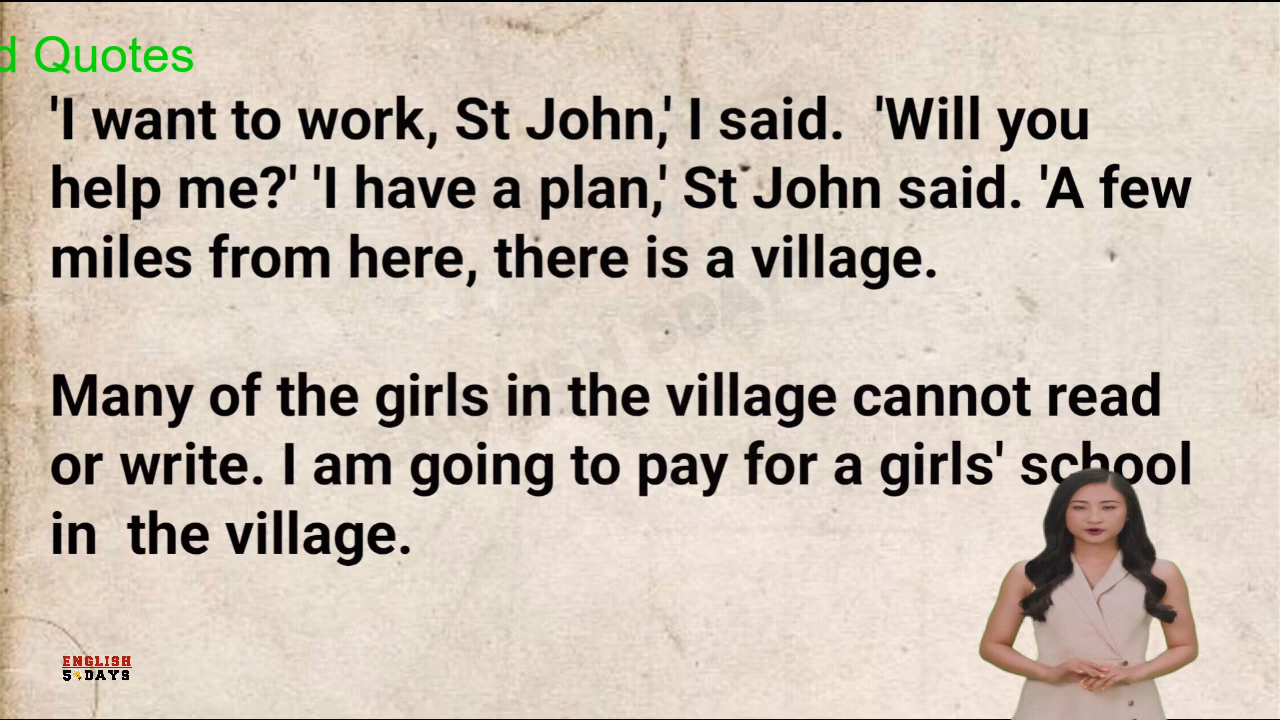 d Quotes
'I want to work, St John,' I said.  'Will you
help me?' 'I have a plan,' St John said. 'A few
miles from here, there is a village.
Many of the girls in the village cannot read
or write. I am going to pay for a girls' school
in  the village.
ENGLISH
5 DAYS